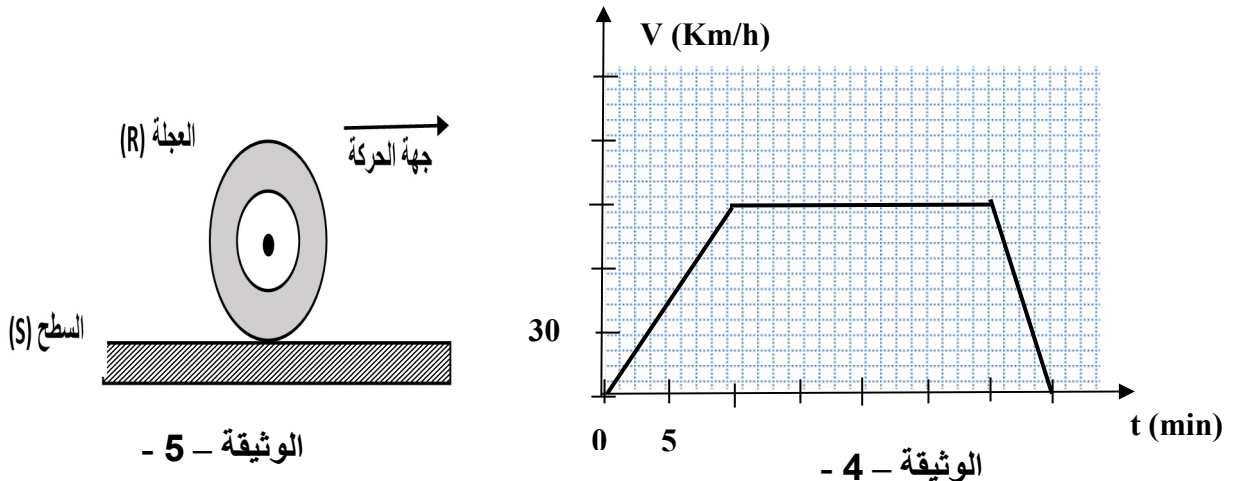 V (Km/h)
العجلة (R)
جهة الحركة
السطح (S)
30
0
5
t (min)
الوثيقة – 5 -
الوثيقة – 4 -